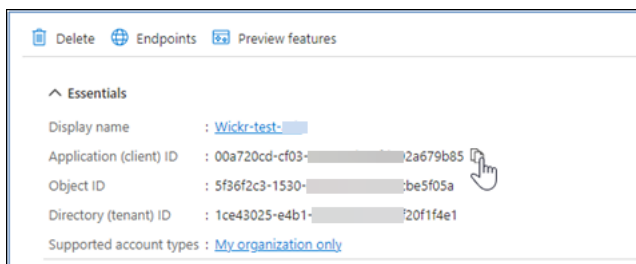 Delete Endpoints Preview features
Essentials
Display name : Wickr-test-
Application (client) ID : 00a720cd-cf03- 02a679b85
Object ID : 5f36f2c3-1530- :be5f05a
Directory (tenant) ID : 1ce43025-e4b1- f20f1f4e1
Supported account types : My organization only